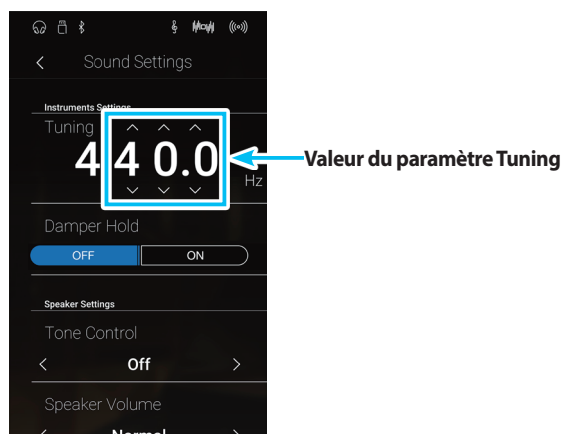 Sound Settings
Instruments Settings
Tuning
440.0
Hz
Valeur du paramètre Tuning
Damper Hold
OFF ON
Speaker Settings
Tone Control
Off
Speaker Volume
Normal